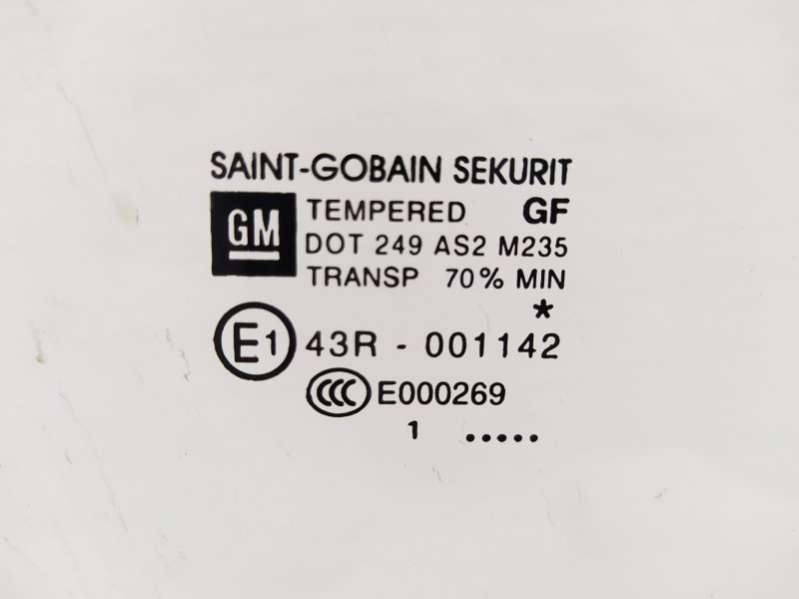 SAINT-GOBAIN SEKURIT
GM TEMPERED GF
DOT 249 AS2 M235
TRANSP 70% MIN
*
E1 43R - 001142
CCC E000269
1 .....